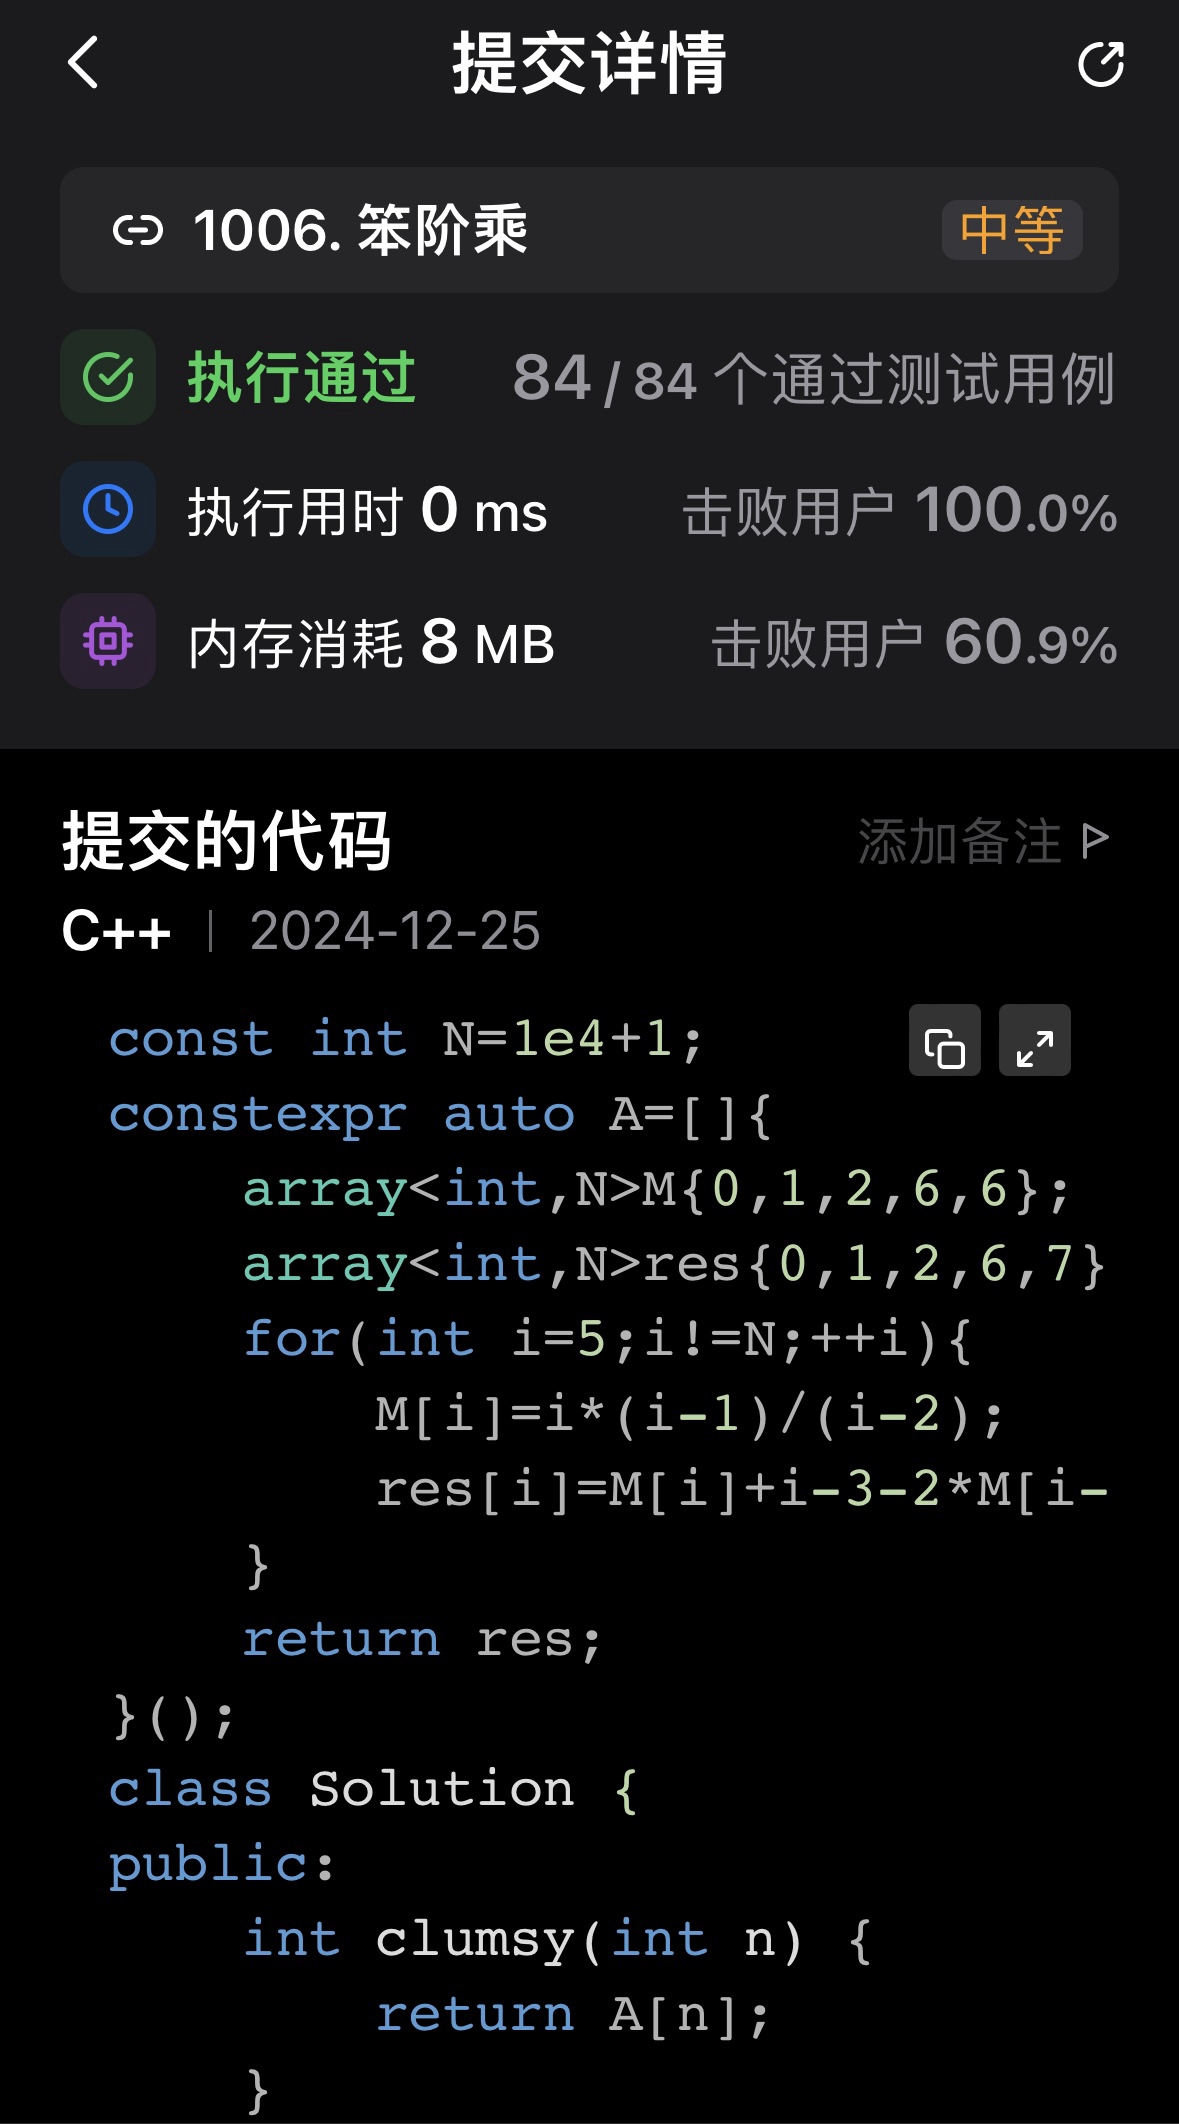 提交详情
1006. 笨阶乘 中等
执行通过 84 / 84 个通过测试用例
执行用时 0 ms 击败用户 100.0%
内存消耗 8 MB 击败用户 60.9%
提交的代码 添加备注
C++ 2024-12-25
const int N=1e4+1;
constexpr auto A=[]{
    array<int,N>M{0,1,2,6,6};
    array<int,N>res{0,1,2,6,7}
    for(int i=5;i!=N;++i){
        M[i]=i*(i-1)/(i-2);
        res[i]=M[i]+i-3-2*M[i-
    }
    return res;
}();
class Solution {
public:
    int clumsy(int n) {
        return A[n];
    }